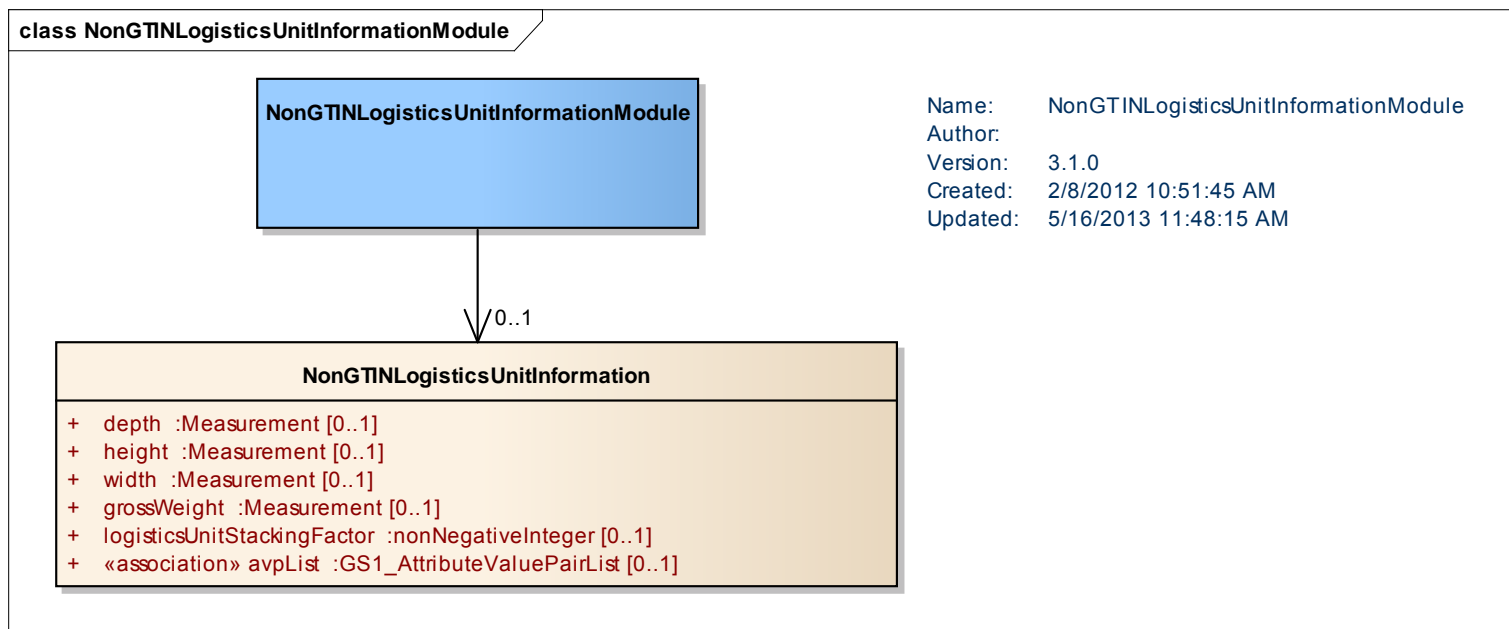 class NonGTINLogisticsUnitInformationModule
NonGTINLogisticsUnitInformationModule
Name: NonGTINLogisticsUnitInformationModule
Author:
Version: 3.1.0
Created: 2/8/2012 10:51:45 AM
Updated: 5/16/2013 11:48:15 AM
0..1
NonGTINLogisticsUnitInformation
+ depth :Measurement [0..1]
+ height :Measurement [0..1]
+ width :Measurement [0..1]
+ grossWeight :Measurement [0..1]
+ logisticsUnitStackingFactor :nonNegativeInteger [0..1]
+ «association» avpList :GS1_AttributeValuePairList [0..1]